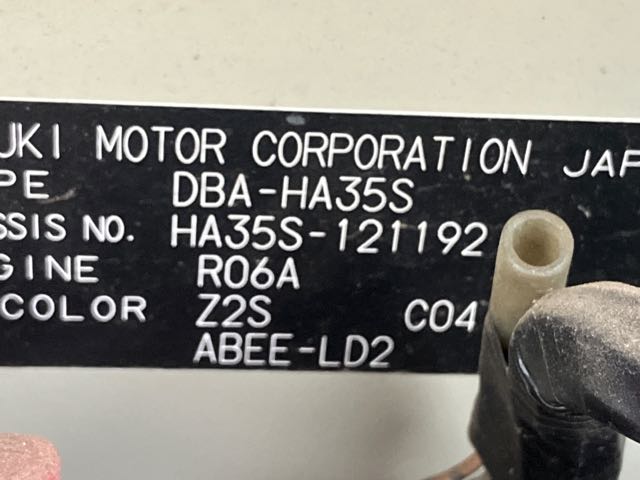 UKI MOTOR CORPORATION JAP
PE DBA-HA35S
SSIS NO. HA35S-121192
GINE R06A
COLOR Z2S C04
ABEE-LD2